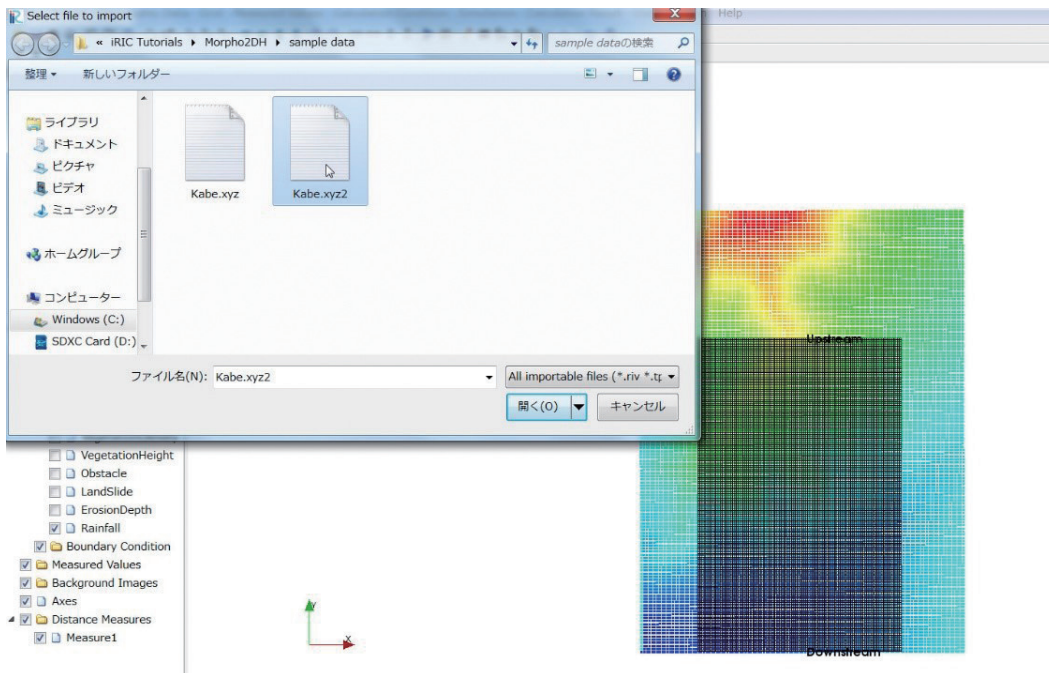 Select file to import
Help
« iRIC Tutorials ▸ Morpho2DH ▸ sample data
sample dataの検索
整理
新しいフォルダー
ライブラリ
ドキュメント
ピクチャ
ビデオ
ミュージック
ホームグループ
コンピューター
Windows (C:)
SDXC Card (D:)
Kabe.xyz
Kabe.xyz2
ファイル名(N): Kabe.xyz2
All importable files (*.riv *.tp
開く(O)
キャンセル
VegetationHeight
Obstacle
LandSlide
ErosionDepth
Rainfall
Boundary Condition
Measured Values
Background Images
Axes
Distance Measures
Measure1
Y
X
Upstream
Downstream